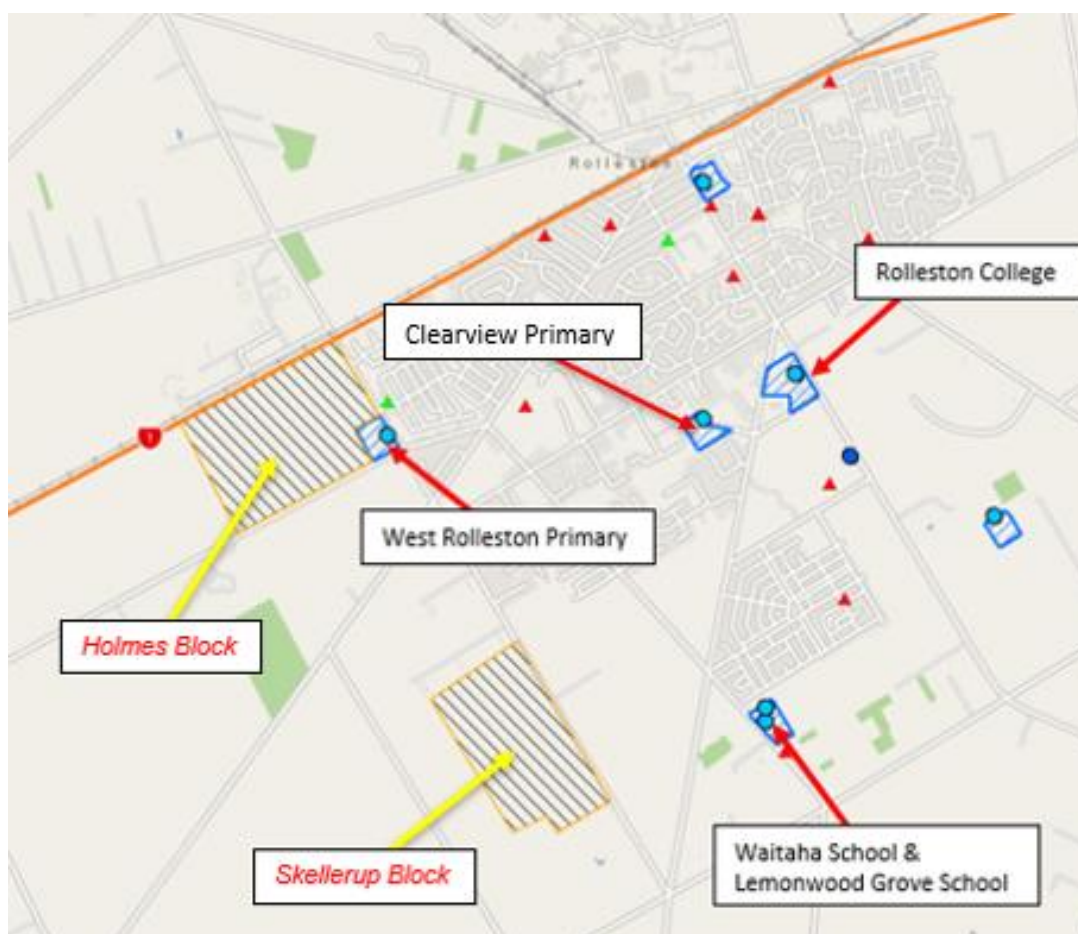 Rolleston
Rolleston College
Clearview Primary
1
West Rolleston Primary
Holmes Block
Skellerup Block
Waitaha School &
Lemonwood Grove School